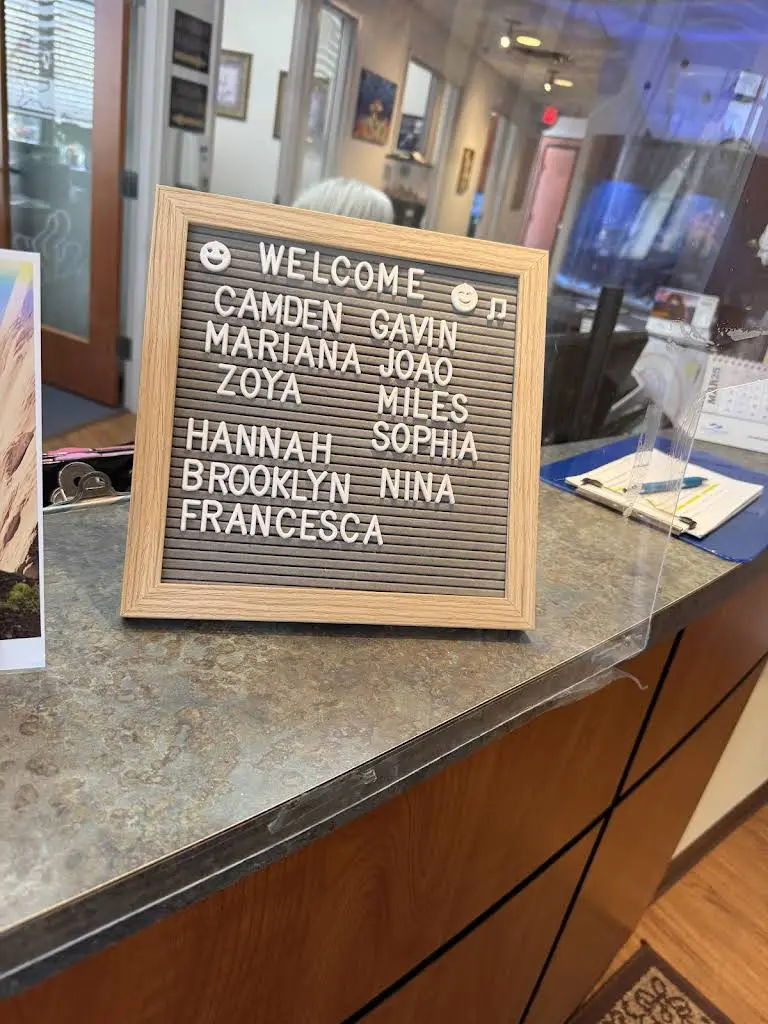 WELCOME
CAMDEN GAVIN
MARIANA JOAO
ZOYA MILES
HANNAH SOPHIA
BROOKLYN NINA
FRANCESCA